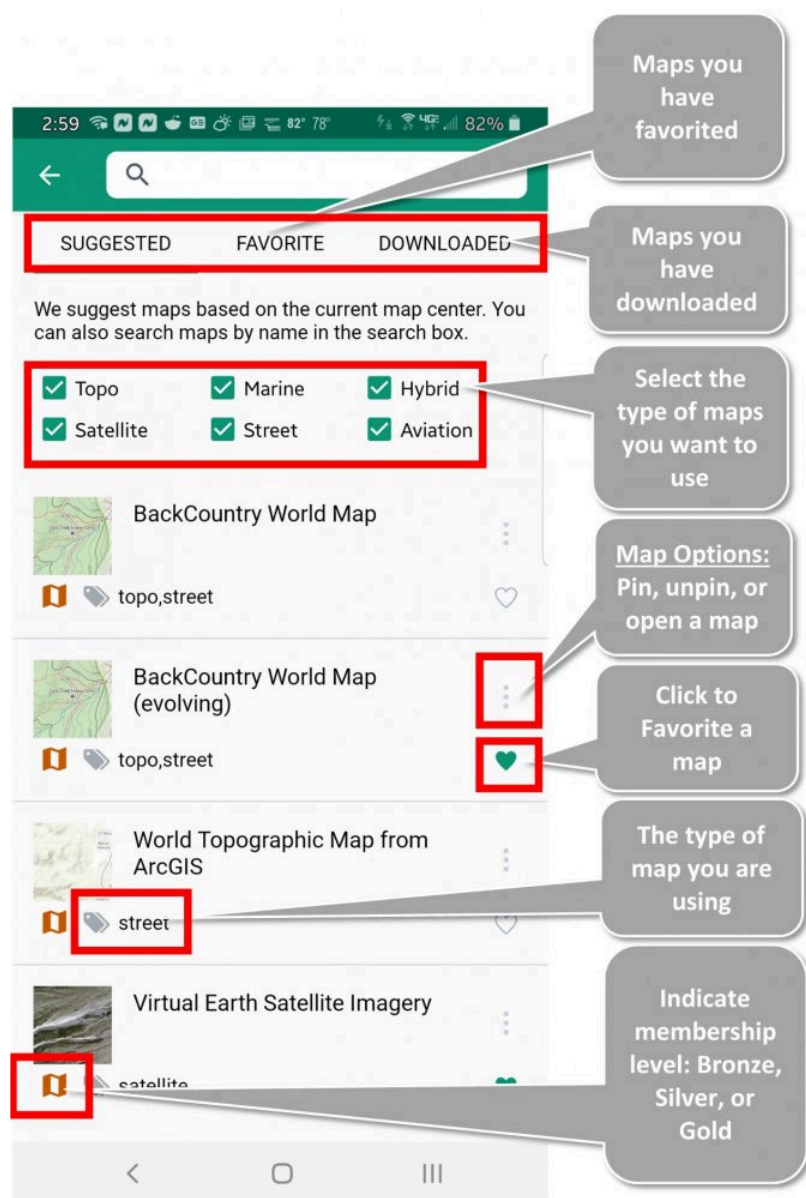 Maps you
have
favorited
2:59 82° 78° 4G 82%
SUGGESTED FAVORITE DOWNLOADED
Maps you
have
downloaded
We suggest maps based on the current map center. You
can also search maps by name in the search box.
Topo Marine Hybrid
Satellite Street Aviation
Select the
type of maps
you want to
use
BackCountry World Map
topo,street
Map Options:
Pin, unpin, or
open a map
BackCountry World Map
(evolving)
topo,street
Click to
Favorite a
map
World Topographic Map from
ArcGIS
street
The type of
map you are
using
Virtual Earth Satellite Imagery
satellite
Indicate
membership
level: Bronze,
Silver, or
Gold